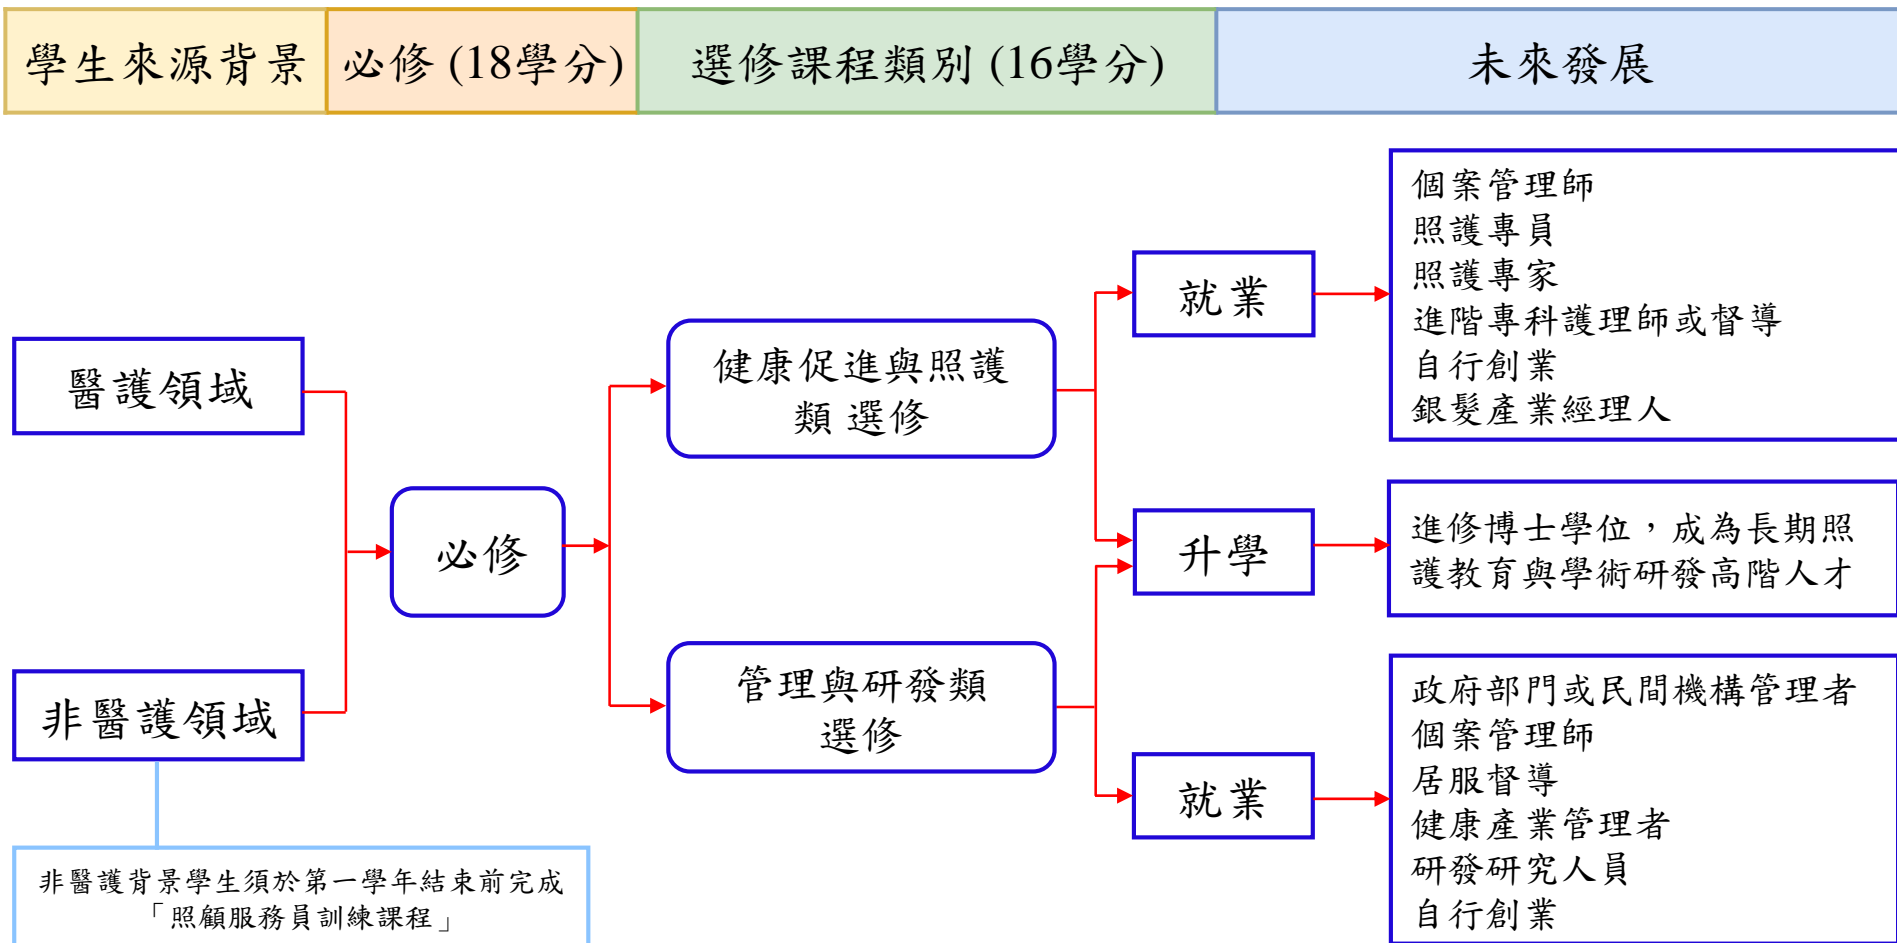 學生來源背景
必修 (18學分)
選修課程類別 (16學分)
未來發展
醫護領域
非醫護領域
非醫護背景學生須於第一學年結束前完成
「照顧服務員訓練課程」
必修
健康促進與照護
類 選修
管理與研發類
選修
就業
升學
就業
個案管理師
照護專員
照護專家
進階專科護理師或督導
自行創業
銀髮產業經理人
進修博士學位，成為長期照
護教育與學術研發高階人才
政府部門或民間機構管理者
個案管理師
居服督導
健康產業管理者
研發研究人員
自行創業